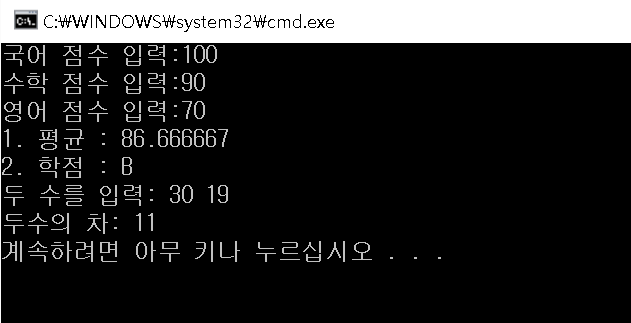 C:₩WINDOWS₩system32₩cmd.exe
국어 점수 입력:100
수학 점수 입력:90
영어 점수 입력:70
1. 평균 : 86.666667
2. 학점 : B
두 수를 입력: 30 19
두수의 차: 11
계속하려면 아무 키나 누르십시오 . . .